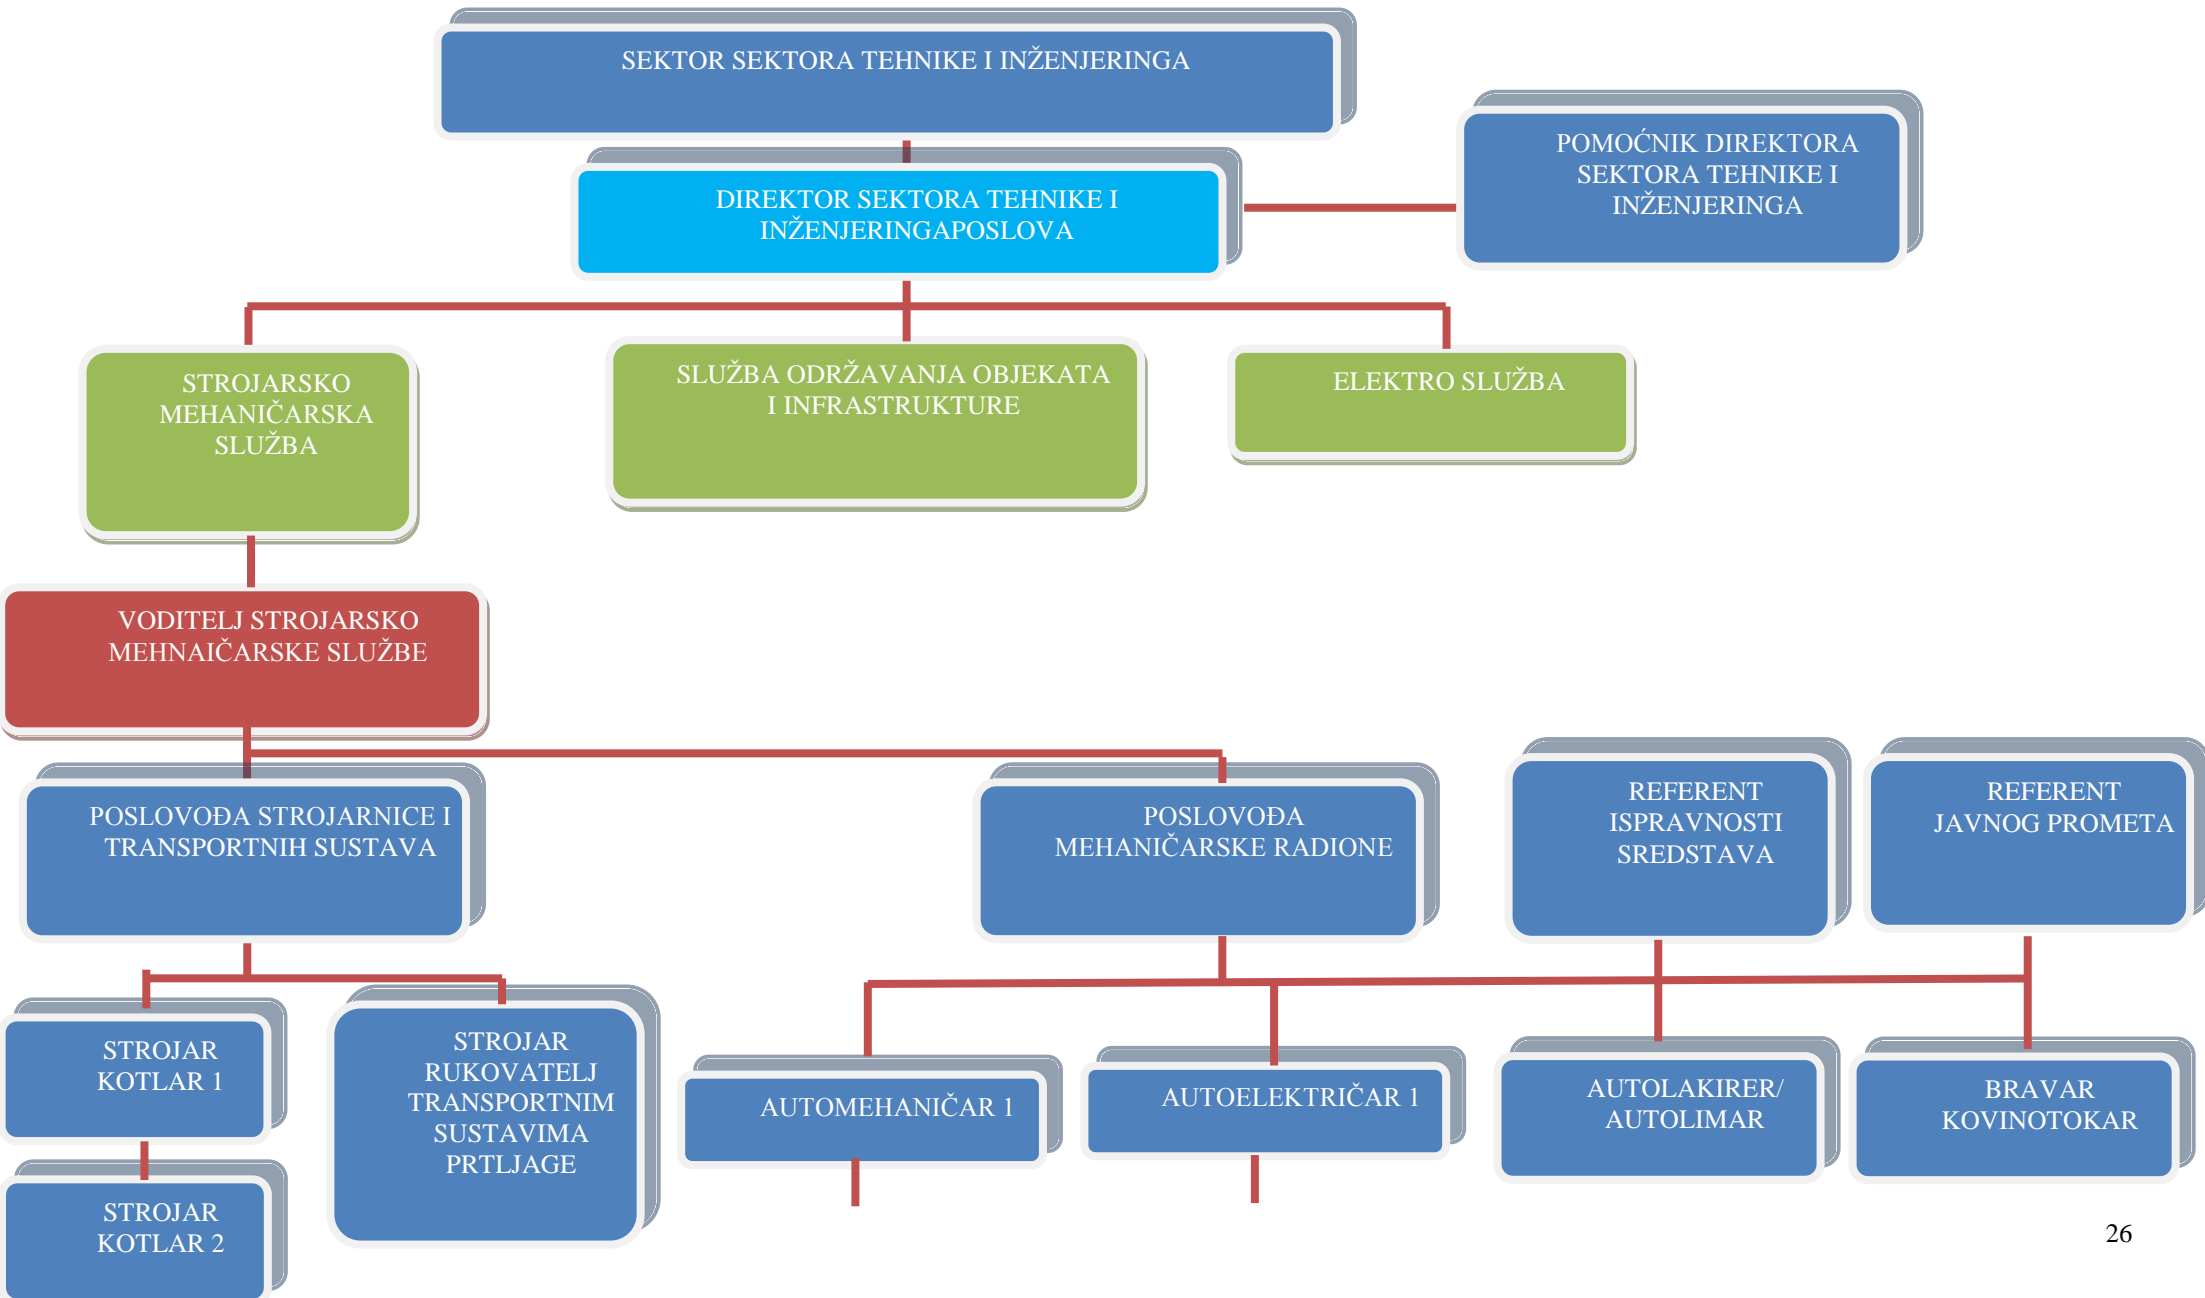 SEKTOR SEKTORA TEHNIKE I INŽENJERINGA
POMOĆNIK DIREKTORA
SEKTORA TEHNIKE I
INŽENJERINGA
DIREKTOR SEKTORA TEHNIKE I
INŽENJERINGAPOSLOVA
STROJARSKO
MEHANIČARSKA
SLUŽBA
SLUŽBA ODRŽAVANJA OBJEKATA
I INFRASTRUKTURE
ELEKTRO SLUŽBA
VODITELJ STROJARSKO
MEHNAIČARSKE SLUŽBE
POSLOVOĐA STROJARNICE I
TRANSPORTNIH SUSTAVA
POSLOVOĐA
MEHANIČARSKE RADIONE
REFERENT
ISPRAVNOSTI
SREDSTAVA
REFERENT
JAVNOG PROMETA
STROJAR
KOTLAR 1
STROJAR
RUKOVATELJ
TRANSPORTNIM
SUSTAVIMA
PRTLJAGE
AUTOMEHANIČAR 1
AUTOELEKTRIČAR 1
AUTOLAKIRER/
AUTOLIMAR
BRAVAR
KOVINOTOKAR
STROJAR
KOTLAR 2
26